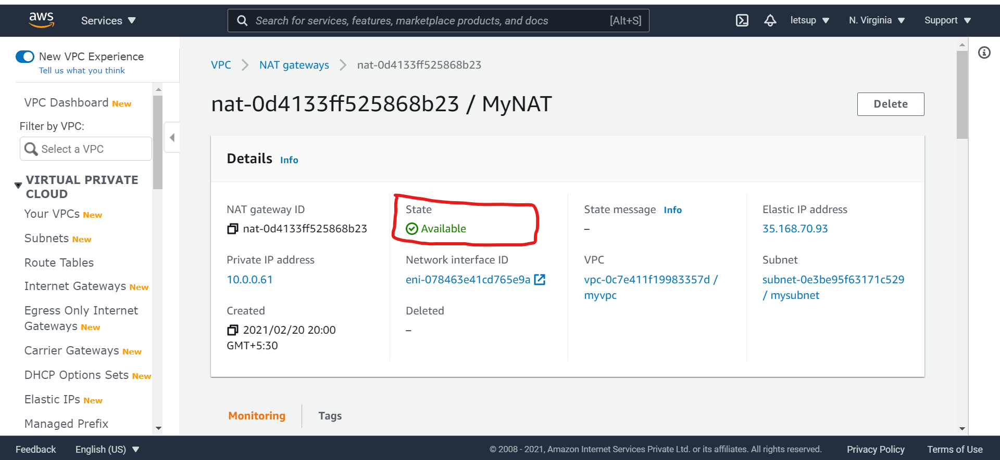 aws Services Search for services, features, marketplace products, and docs [Alt+S] letsup N. Virginia Support
New VPC Experience
Tell us what you think
VPC Dashboard New
Filter by VPC:
Select a VPC
VIRTUAL PRIVATE
CLOUD
Your VPCs New
Subnets New
Route Tables
Internet Gateways New
Egress Only Internet
Gateways New
Carrier Gateways New
DHCP Options Sets New
Elastic IPs New
Managed Prefix
VPC > NAT gateways > nat-0d4133ff525868b23
nat-0d4133ff525868b23 / MyNAT
Delete
Details Info
NAT gateway ID
nat-0d4133ff525868b23
State
Available
State message Info
–
Elastic IP address
35.168.70.93
Private IP address
10.0.0.61
Network interface ID
eni-078463e41cd765e9a
VPC
vpc-0c7e411f19983357d /
myvpc
Subnet
subnet-0e3be95f63171c529
/ mysubnet
Created
2021/02/20 20:00
GMT+5:30
Deleted
–
Monitoring Tags
Feedback English (US) © 2008 - 2021, Amazon Internet Services Private Ltd. or its affiliates. All rights reserved. Privacy Policy Terms of Use